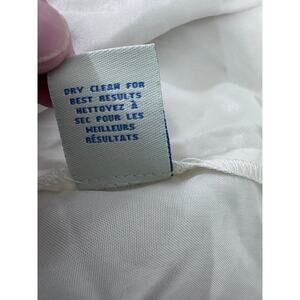 DRY CLEAN FOR
BEST RESULTS
NETTOYEZ À
SEC POUR LES
MEILLEURS
RÉSULTATS